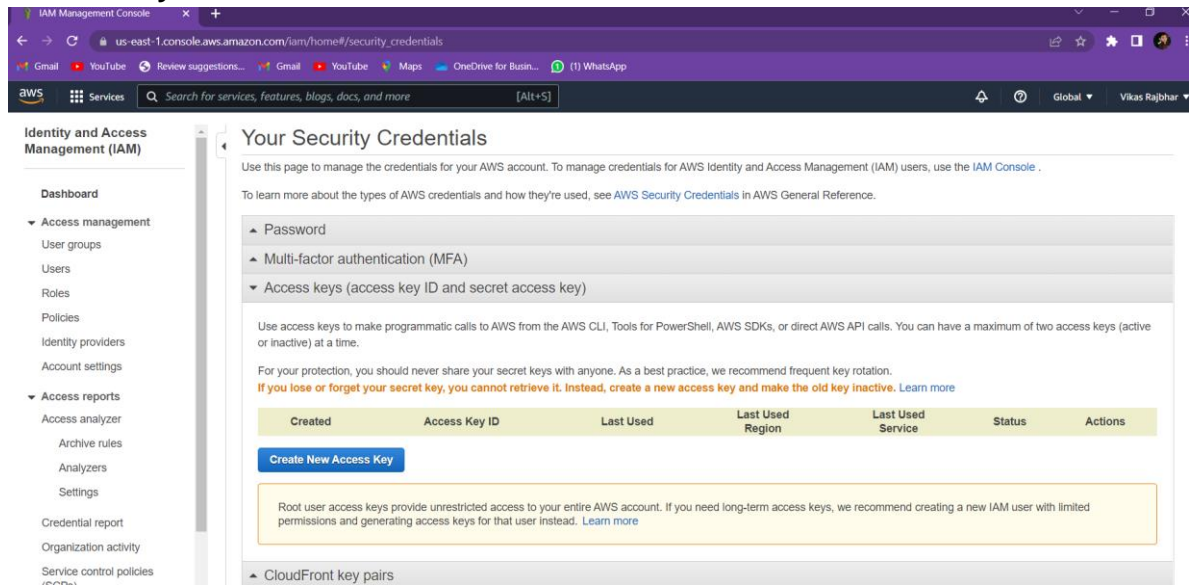 IAM Management Console
us-east-1.console.aws.amazon.com/iam/home#/security_credentials
Gmail YouTube Review suggestions... Gmail YouTube Maps OneDrive for Busin... (1) WhatsApp
aws Services Search for services, features, blogs, docs, and more [Alt+S] Global Vikas Rajbhar
Identity and Access
Management (IAM)
Dashboard
Access management
User groups
Users
Roles
Policies
Identity providers
Account settings
Access reports
Access analyzer
Archive rules
Analyzers
Settings
Credential report
Organization activity
Service control policies
(SCPs)
Your Security Credentials
Use this page to manage the credentials for your AWS account. To manage credentials for AWS Identity and Access Management (IAM) users, use the IAM Console .
To learn more about the types of AWS credentials and how they're used, see AWS Security Credentials in AWS General Reference.
Password
Multi-factor authentication (MFA)
Access keys (access key ID and secret access key)
Use access keys to make programmatic calls to AWS from the AWS CLI, Tools for PowerShell, AWS SDKs, or direct AWS API calls. You can have a maximum of two access keys (active
or inactive) at a time.
For your protection, you should never share your secret keys with anyone. As a best practice, we recommend frequent key rotation.
If you lose or forget your secret key, you cannot retrieve it. Instead, create a new access key and make the old key inactive. Learn more
Created Access Key ID Last Used Last Used Region Last Used Service Status Actions
Create New Access Key
Root user access keys provide unrestricted access to your entire AWS account. If you need long-term access keys, we recommend creating a new IAM user with limited
permissions and generating access keys for that user instead. Learn more
CloudFront key pairs